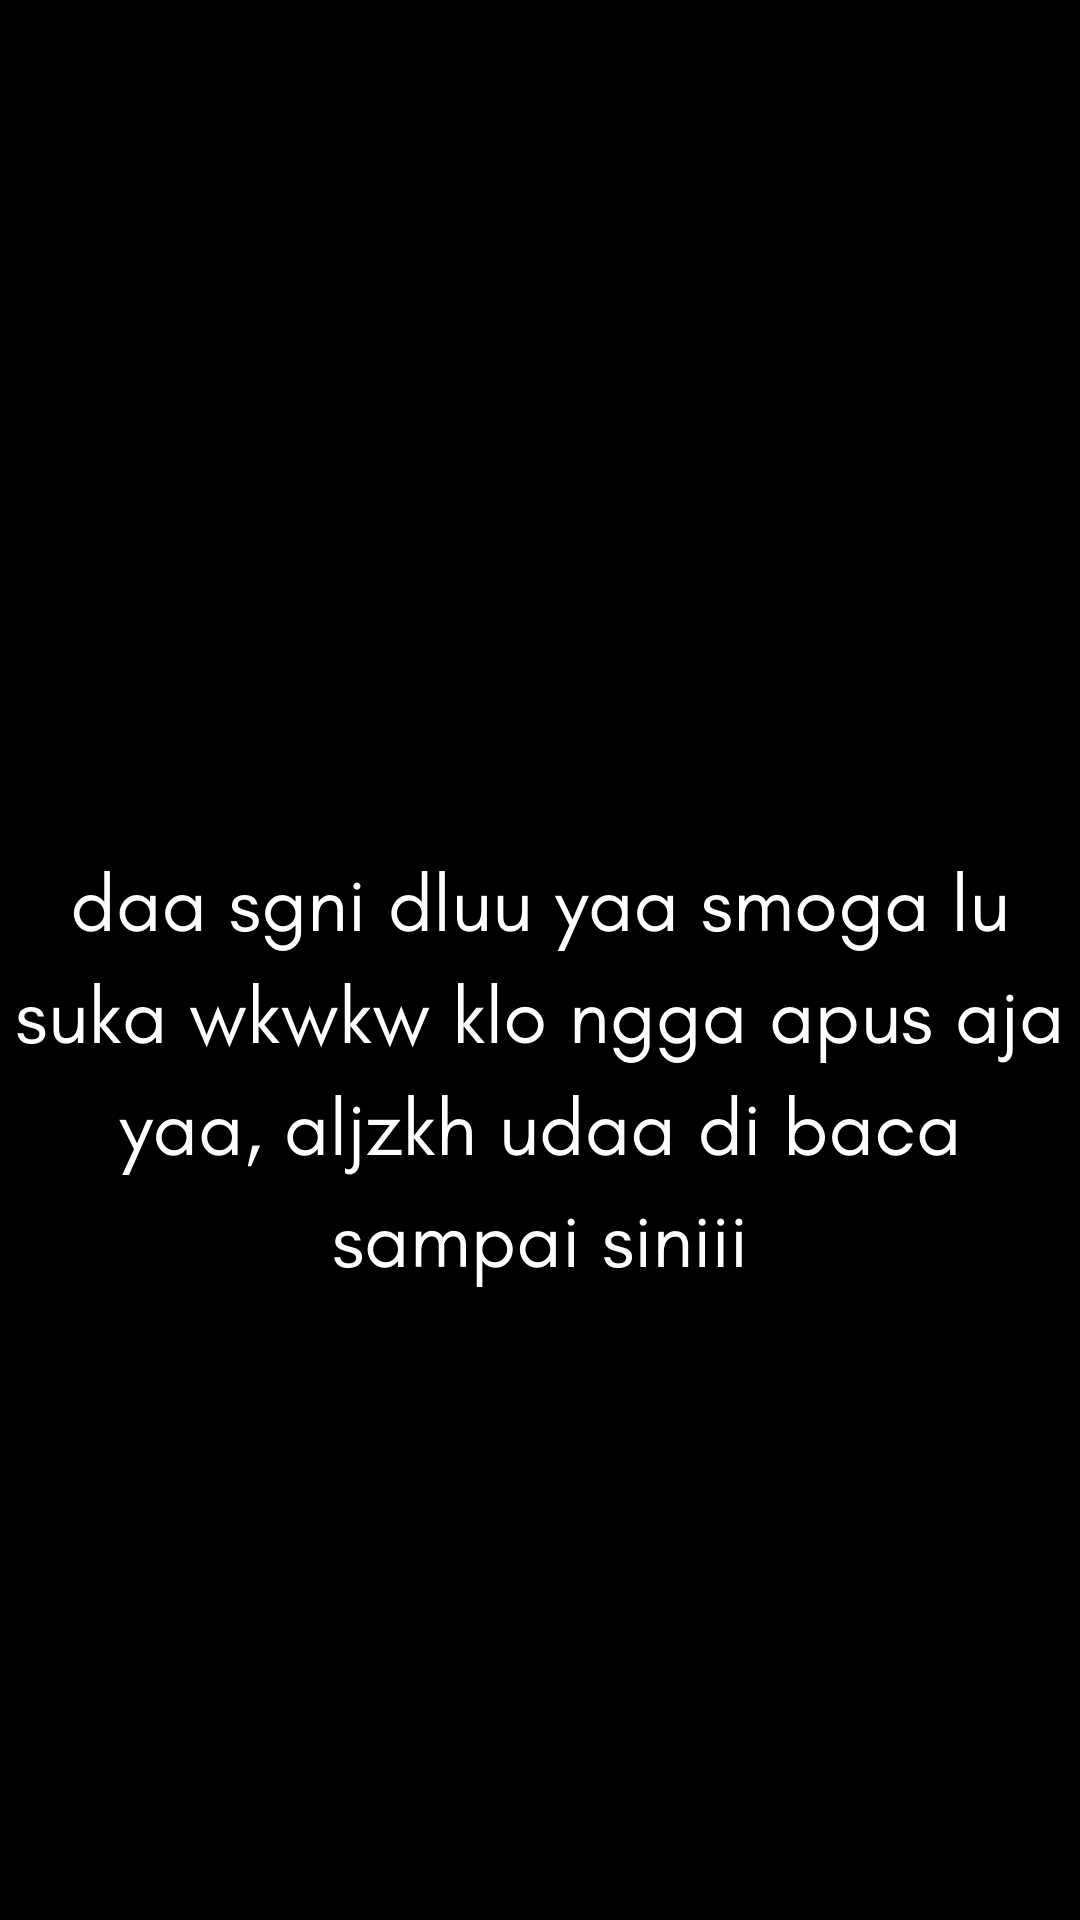 daa sgni dluu yaa smoga lu
suka wkwkw klo ngga apus aja
yaa, aljzkh udaa di baca
sampai siniii